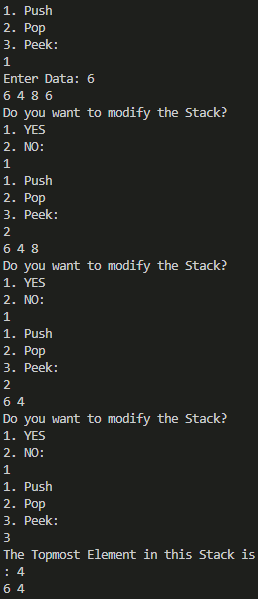 1. Push
2. Pop
3. Peek:
1
Enter Data: 6
6 4 8 6
Do you want to modify the Stack?
1. YES
2. NO:
1
1. Push
2. Pop
3. Peek:
2
6 4 8
Do you want to modify the Stack?
1. YES
2. NO:
1
1. Push
2. Pop
3. Peek:
2
6 4
Do you want to modify the Stack?
1. YES
2. NO:
1
1. Push
2. Pop
3. Peek:
3
The Topmost Element in this Stack is
: 4
6 4